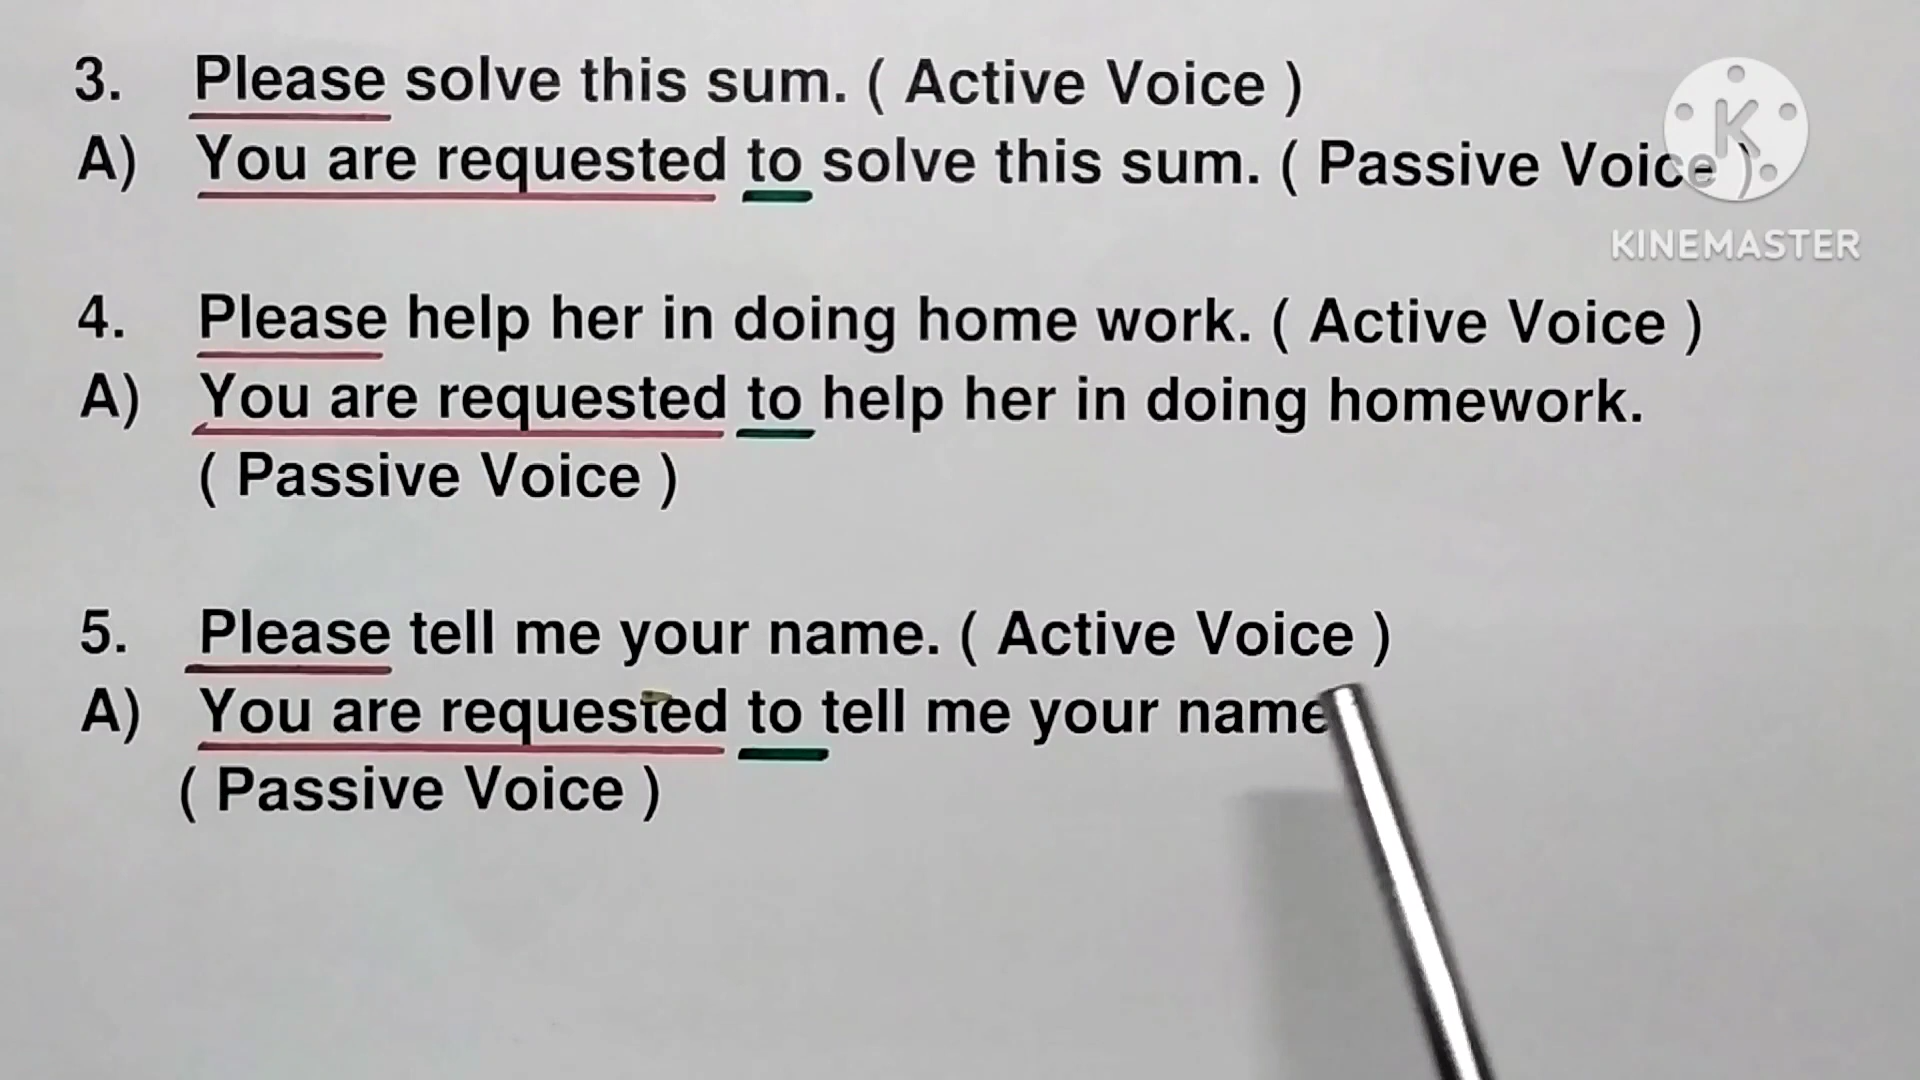 3. Please solve this sum. ( Active Voice )
A) You are requested to solve this sum. ( Passive Voice )
K
KINEMASTER
4. Please help her in doing home work. ( Active Voice )
A) You are requested to help her in doing homework.
( Passive Voice )
5. Please tell me your name. ( Active Voice )
A) You are requested to tell me your name
( Passive Voice )